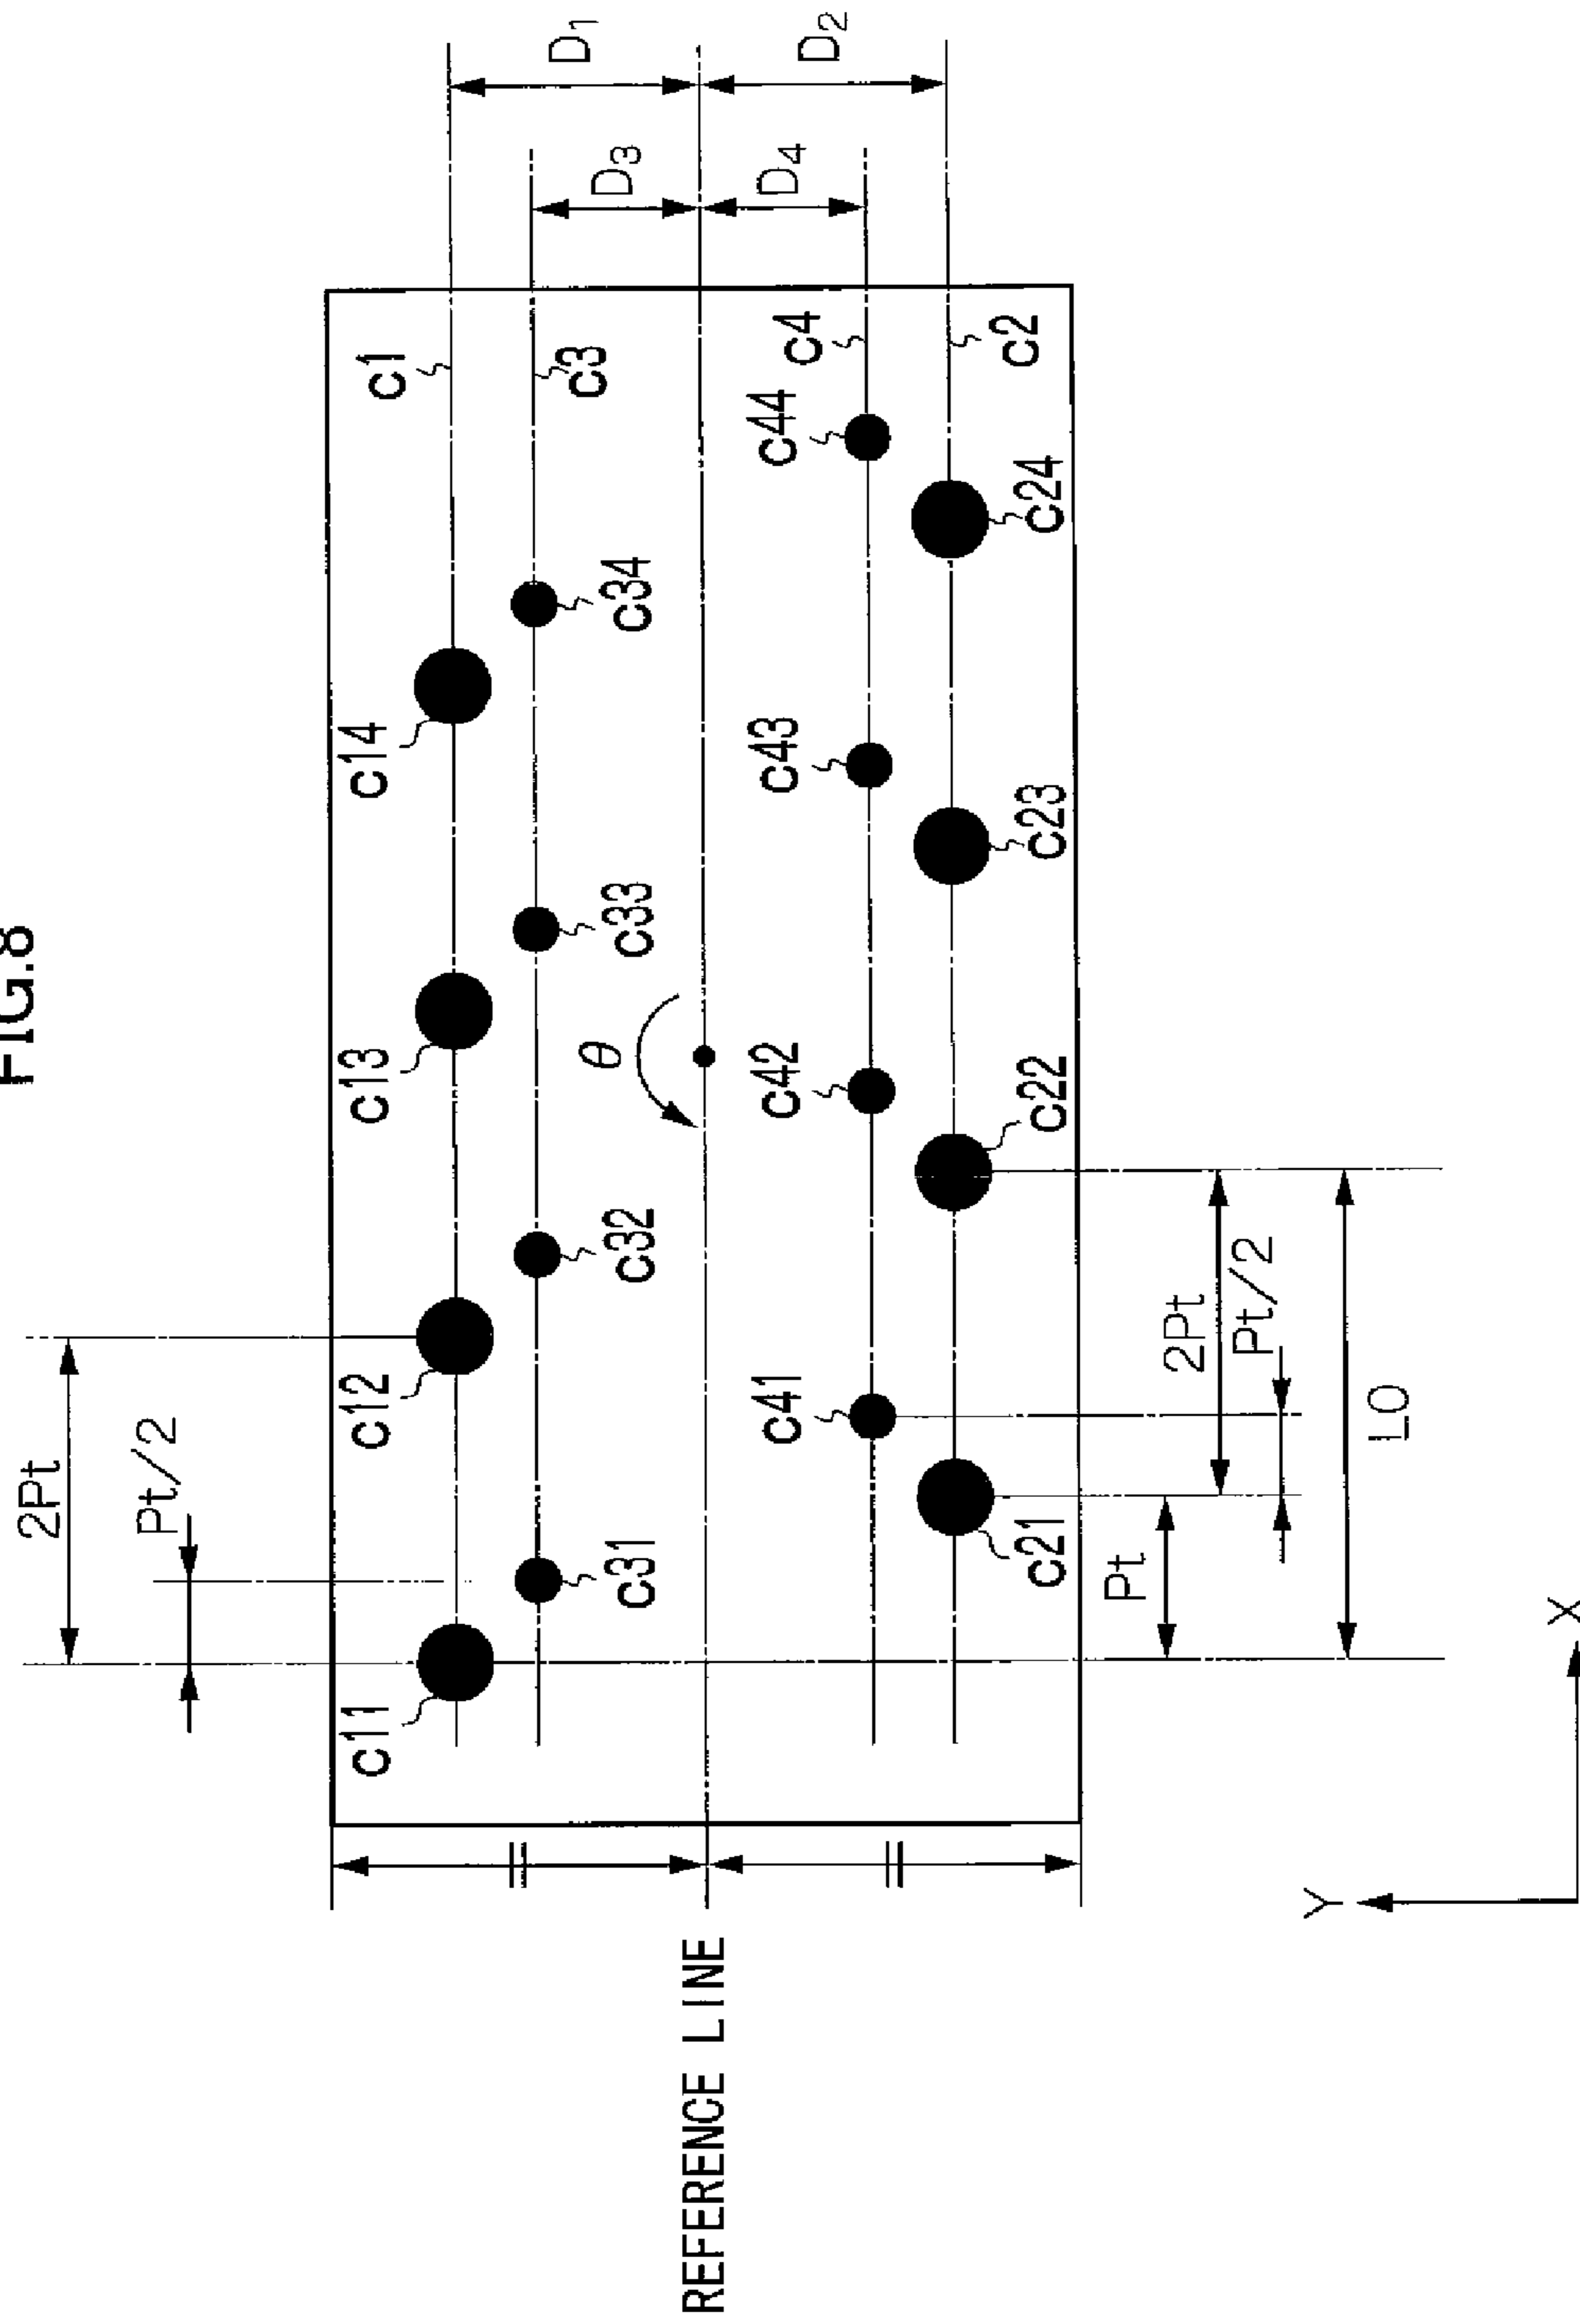 FIG.8
2Pt
Pt/2
c11
c12
c13
c14
c1
D1
c31
c32
c33
c34
c3
D3
REFERENCE LINE
θ
c41
c42
c43
c44
c4
D4
D2
c21
c22
c23
c24
c2
Pt
2Pt
Pt/2
L0
Y
X